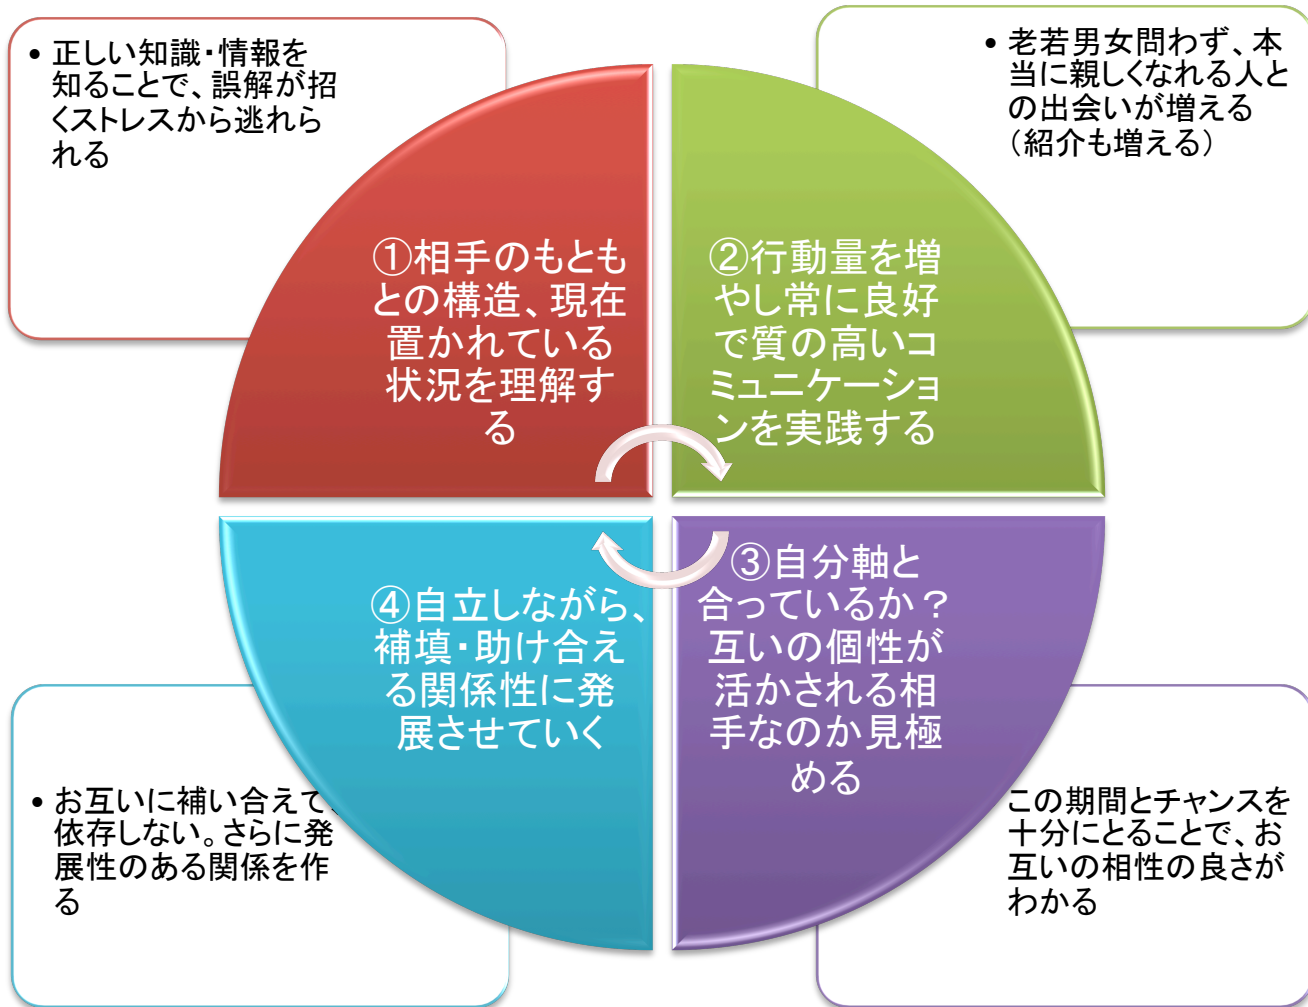 • 正しい知識・情報を
知ることで、誤解が招
くストレスから逃れら
れる
• 老若男女問わず、本
当に親しくなれる人と
の出会いが増える
（紹介も増える）
①相手のもとも
との構造、現在
置かれている
状況を理解す
る
②行動量を増
やし常に良好
で質の高いコ
ミュニケーショ
ンを実践する
③自分軸と
合っているか？
互いの個性が
活かされる相
手なのか見極
める
④自立しながら、
補填・助け合え
る関係性に発
展させていく
• お互いに補い合えて、
依存しない。さらに発
展性のある関係を作
る
この期間とチャンスを
十分にとることで、お
互いの相性の良さが
わかる